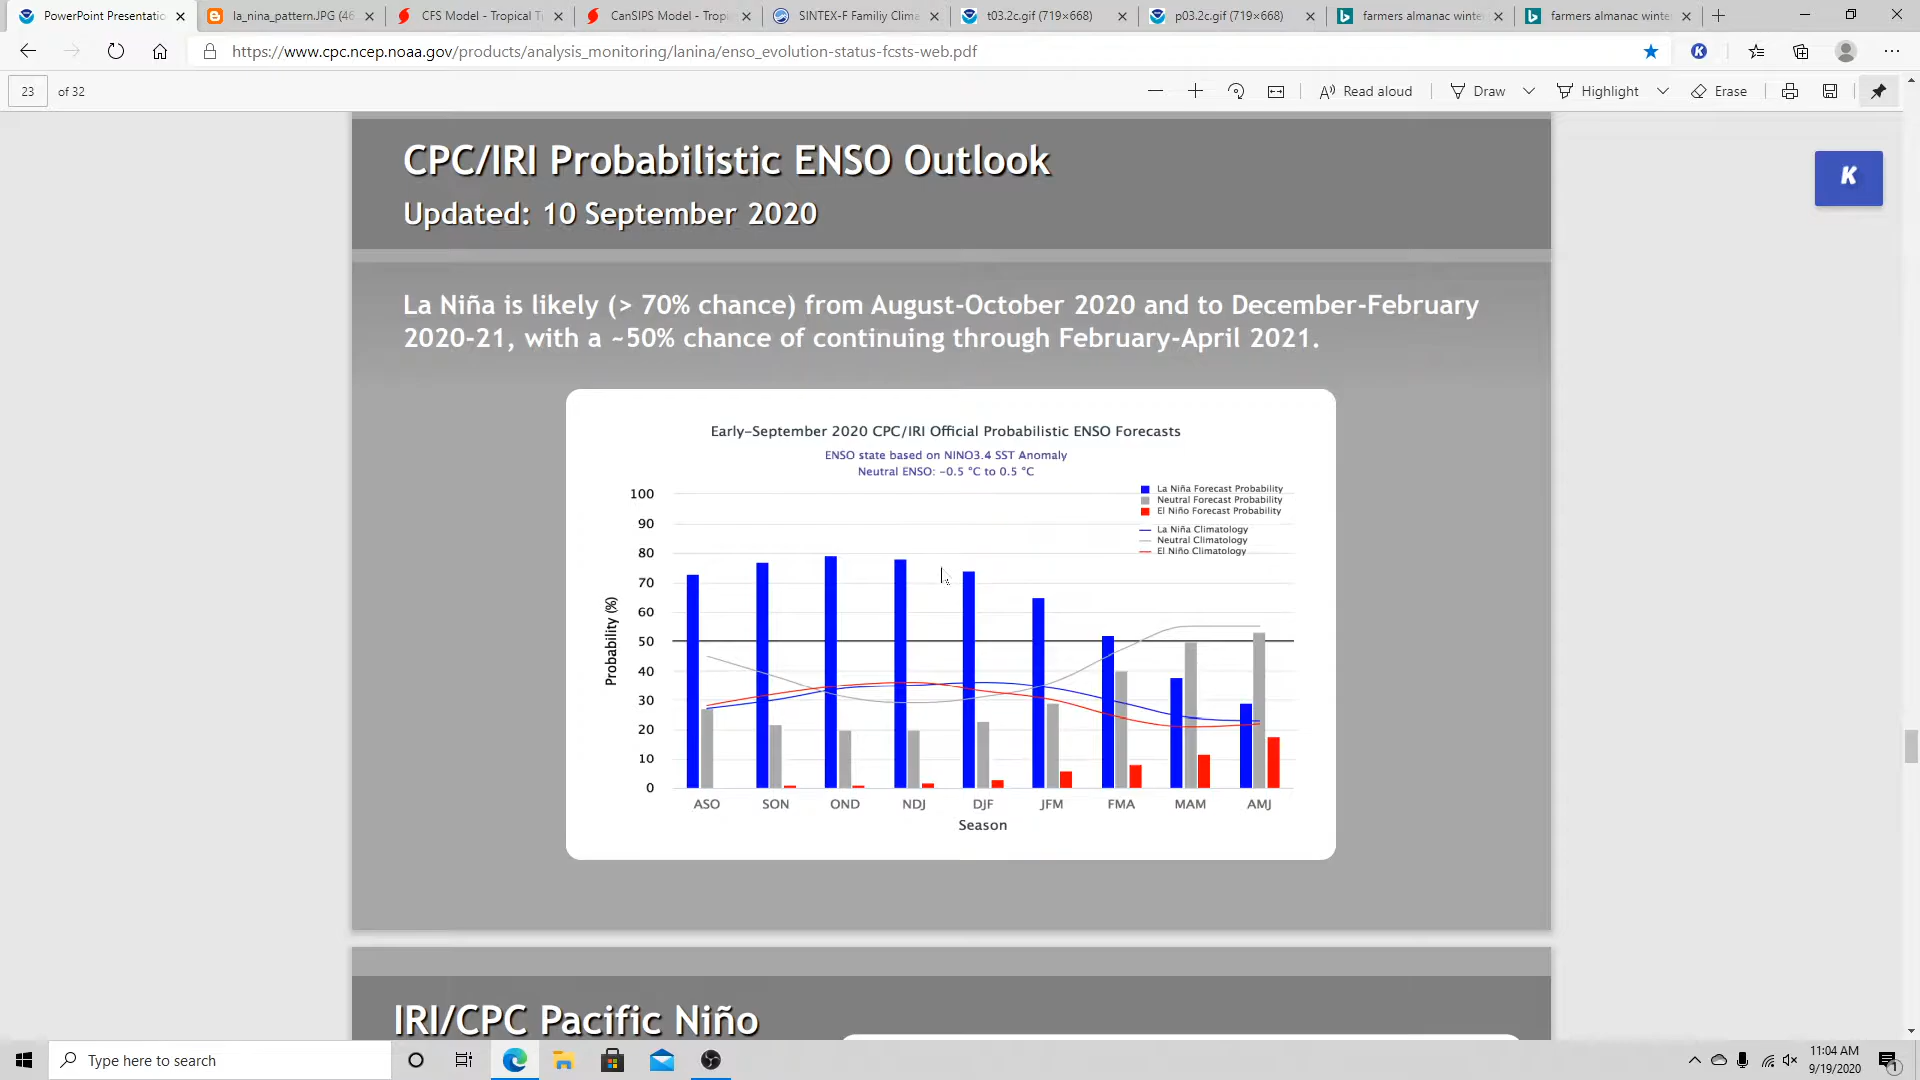 PowerPoint Presentatio
la_nina_pattern.JPG (46
CFS Model - Tropical T
CanSIPS Model - Tropi
SINTEX-F Familiy Clima
t03.2c.gif (719×668)
p03.2c.gif (719×668)
farmers almanac winte
farmers almanac winte
https://www.cpc.ncep.noaa.gov/products/analysis_monitoring/lanina/enso_evolution-status-fcsts-web.pdf
K
23 of 32
Read aloud
Draw
Highlight
Erase
CPC/IRI Probabilistic ENSO Outlook
Updated: 10 September 2020
K
La Niña is likely (> 70% chance) from August-October 2020 and to December-February
2020-21, with a ~50% chance of continuing through February-April 2021.
Early-September 2020 CPC/IRI Official Probabilistic ENSO Forecasts
ENSO state based on NINO3.4 SST Anomaly
Neutral ENSO: -0.5 °C to 0.5 °C
La Niña Forecast Probability
Neutral Forecast Probability
El Niño Forecast Probability
La Niña Climatology
Neutral Climatology
El Niño Climatology
100
90
80
70
60
50
40
30
20
10
0
Probability (%)
ASO SON OND NDJ DJF JFM FMA MAM AMJ
Season
IRI/CPC Pacific Niño
Type here to search
11:04 AM
9/19/2020
1